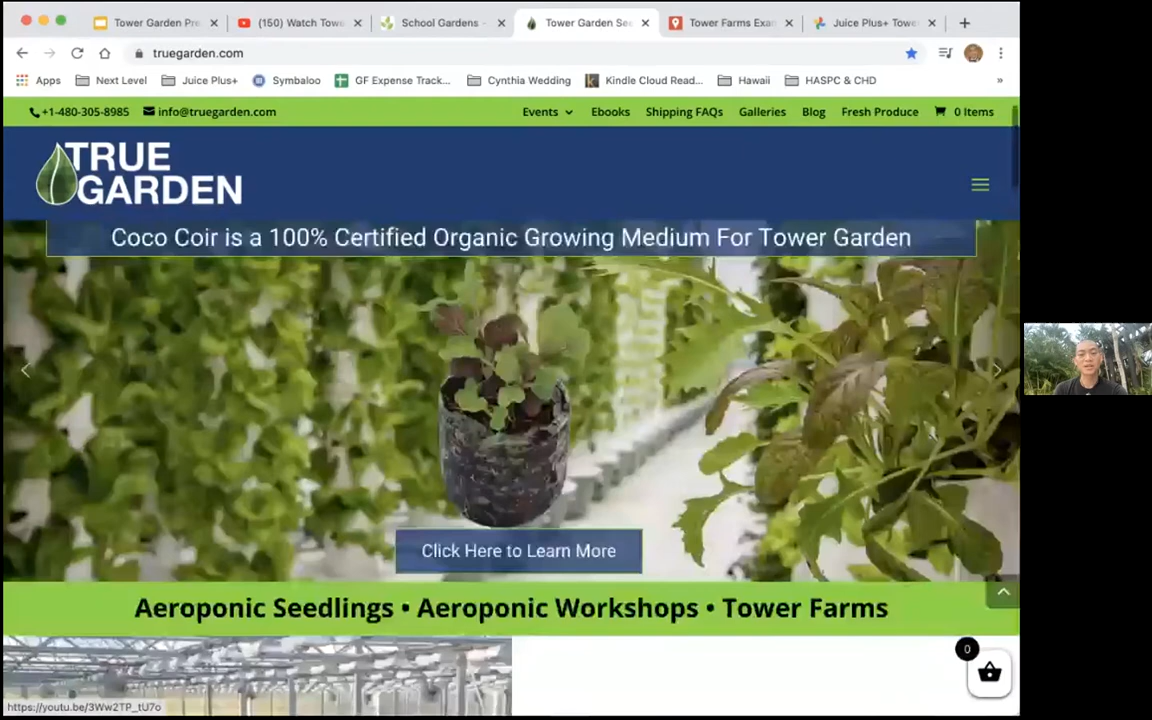 Tower Garden Pre
(150) Watch Tow
School Gardens -
Tower Garden See
Tower Farms Exa
Juice Plus+ Towe
truegarden.com
Apps
Next Level
Juice Plus+
Symbaloo
GF Expense Track...
Cynthia Wedding
Kindle Cloud Read...
Hawaii
HASPC & CHD
»
+1-480-305-8985
info@truegarden.com
Events
Ebooks
Shipping FAQs
Galleries
Blog
Fresh Produce
0 Items
TRUE
GARDEN
Coco Coir is a 100% Certified Organic Growing Medium For Tower Garden
Click Here to Learn More
Aeroponic Seedlings • Aeroponic Workshops • Tower Farms
0
https://youtu.be/3Ww2TP_tU7o